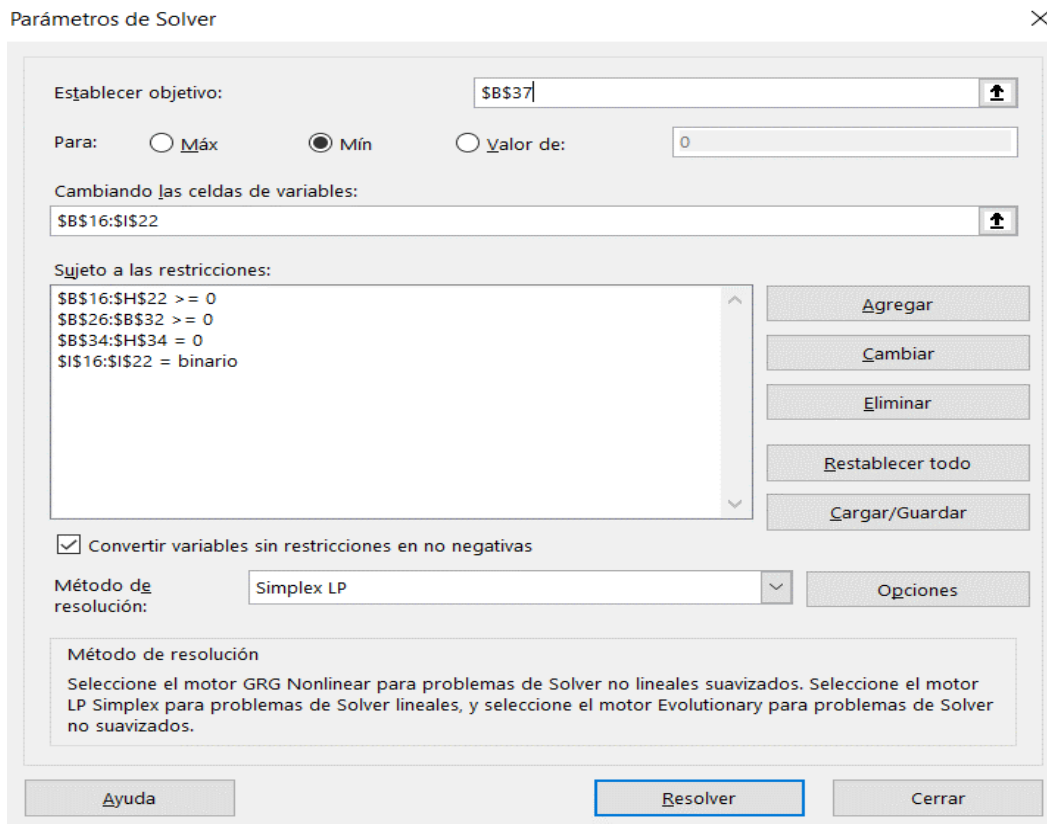 Parámetros de Solver
Establecer objetivo: $B$37
Para: Máx Mín Valor de: 0
Cambiando las celdas de variables:
$B$16:$I$22
Sujeto a las restricciones:
$B$16:$H$22 >= 0
$B$26:$B$32 >= 0
$B$34:$H$34 = 0
$I$16:$I$22 = binario
Agregar
Cambiar
Eliminar
Restablecer todo
Cargar/Guardar
Convertir variables sin restricciones en no negativas
Método de
resolución:
Simplex LP
Opciones
Método de resolución
Seleccione el motor GRG Nonlinear para problemas de Solver no lineales suavizados. Seleccione el motor
LP Simplex para problemas de Solver lineales, y seleccione el motor Evolutionary para problemas de Solver
no suavizados.
Ayuda Resolver Cerrar